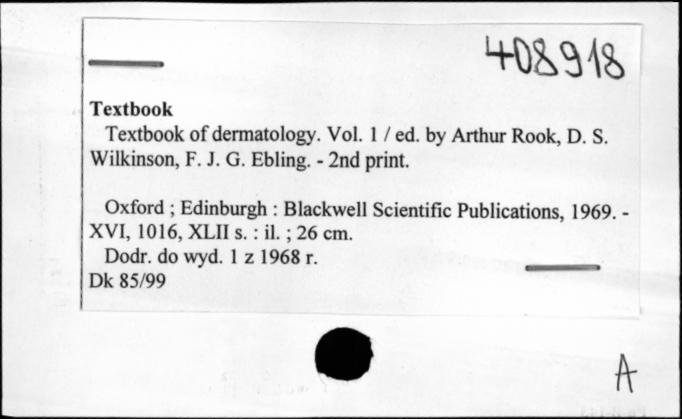 408918
Textbook
Textbook of dermatology. Vol. 1 / ed. by Arthur Rook, D. S.
Wilkinson, F. J. G. Ebling. - 2nd print.
Oxford ; Edinburgh : Blackwell Scientific Publications, 1969. -
XVI, 1016, XLII s. : il. ; 26 cm.
Dodr. do wyd. 1 z 1968 r.
Dk 85/99
A